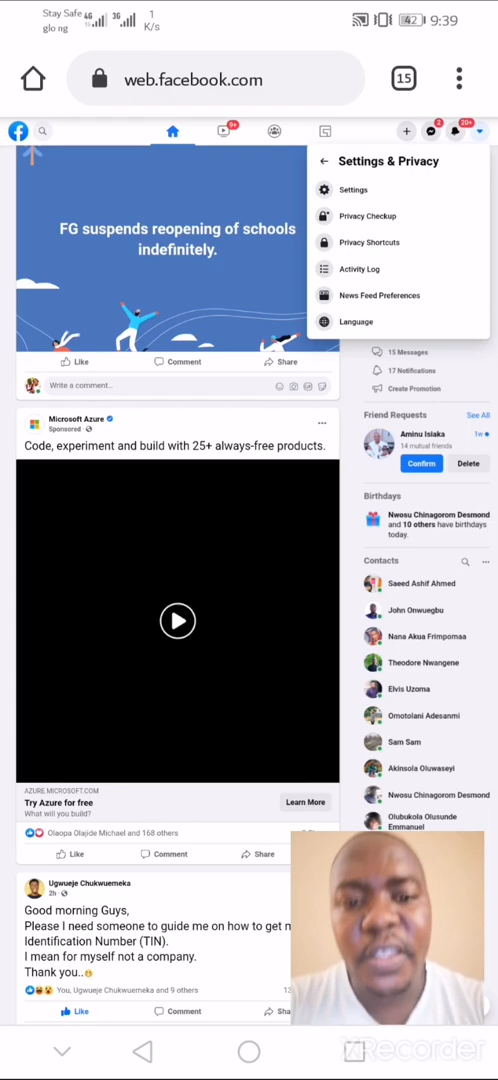 Stay Safe
glo ng
4G
3G
1
K/s
42
9:39
web.facebook.com
15
9+
2
20+
Settings & Privacy
Settings
Privacy Checkup
Privacy Shortcuts
Activity Log
News Feed Preferences
Language
FG suspends reopening of schools
indefinitely.
Like
Comment
Share
Write a comment...
GIF
15 Messages
17 Notifications
Create Promotion
Friend Requests
See All
Aminu Isiaka
1w
14 mutual friends
Confirm
Delete
Birthdays
Nwosu Chinagorom Desmond
and 10 others have birthdays
today.
Contacts
Saeed Ashif Ahmed
John Onwuegbu
Nana Akua Frimpomaa
Theodore Nwangene
Elvis Uzoma
Omotolani Adesanmi
Sam Sam
Akinsola Oluwaseyi
Nwosu Chinagorom Desmond
Olubukola Olusunde
Emmanuel
Microsoft Azure
Sponsored
Code, experiment and build with 25+ always-free products.
AZURE.MICROSOFT.COM
Try Azure for free
What will you build?
Learn More
Olaopa Olajide Michael and 168 others
Like
Comment
Share
Ugwueje Chukwuemeka
2h
Good morning Guys,
Please I need someone to guide me on how to get m
Identification Number (TIN).
I mean for myself not a company.
Thank you..
You, Ugwueje Chukwuemeka and 9 others
13
Like
Comment
Sha
XRecorder